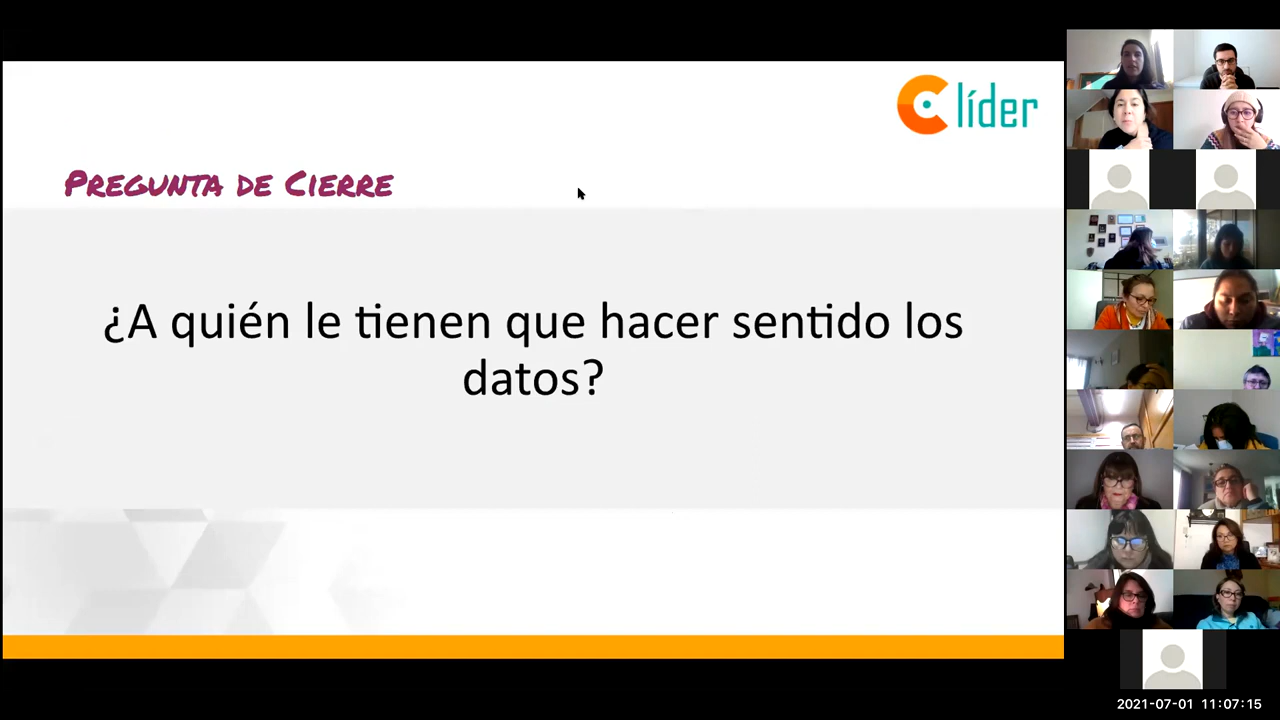 líder
Pregunta de Cierre
¿A quién le tienen que hacer sentido los
datos?
2021-07-01 11:07:15